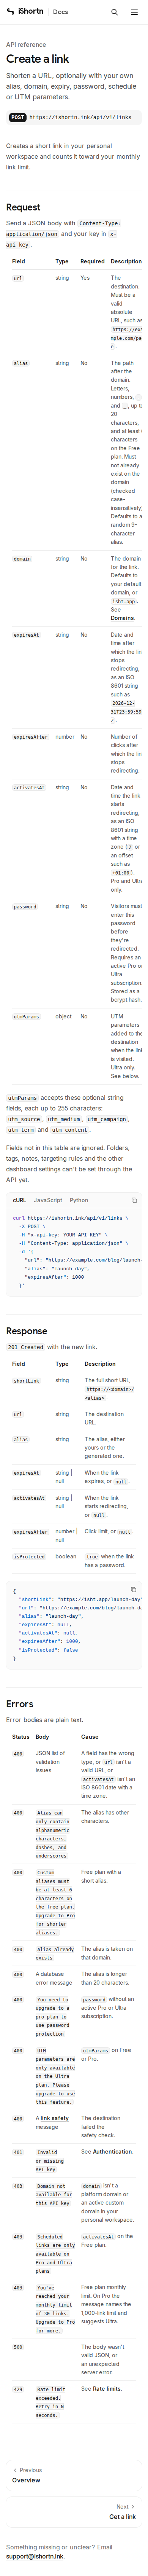 iShortn Docs
API reference
Create a link
Shorten a URL, optionally with your own
alias, domain, expiry, password, schedule
or UTM parameters.
POST https://ishortn.ink/api/v1/links
Creates a short link in your personal
workspace and counts it toward your monthly
link limit.
Request
Send a JSON body with Content-Type:
application/json and your key in x-
api-key.
Field Type Required Description
url string Yes The
destination.
Must be a
valid
absolute
URL, such as
https://exa
mple.com/pa
e.
alias string No The path
after the
domain.
Letters,
numbers, -
and _, up to
20
characters,
and at least 6
characters
on the Free
plan. Must
not already
exist on the
domain
(checked
case-
insensitively).
Defaults to a
random 9-
character
alias.
domain string No The domain
for the link.
Defaults to
your default
domain, or
isht.app.
See
Domains.
expiresAt string No Date and
time after
which the link
stops
redirecting,
as an ISO
8601 string
such as
2026-12-
31T23:59:59
Z.
expiresAfter number No Number of
clicks after
which the link
stops
redirecting.
activatesAt string No Date and
time the link
starts
redirecting,
as an ISO
8601 string
with a time
zone (Z or
an offset
such as
+01:00).
Pro and Ultra
only.
password string No Visitors must
enter this
password
before
they're
redirected.
Requires an
active Pro or
Ultra
subscription.
Stored as a
bcrypt hash.
utmParams object No UTM
parameters
added to the
destination
when the link
is visited.
Ultra only.
See below.
utmParams accepts these optional string
fields, each up to 255 characters:
utm_source, utm_medium, utm_campaign,
utm_term and utm_content.
Fields not in this table are ignored. Folders,
tags, notes, targeting rules and the other
dashboard settings can't be set through the
API yet.
cURL JavaScript Python
curl https://ishortn.ink/api/v1/links \
-X POST \
-H "x-api-key: YOUR_API_KEY" \
-H "Content-Type: application/json" \
-d '{
"url": "https://example.com/blog/launch-
"alias": "launch-day",
"expiresAfter": 1000
}'
Response
201 Created with the new link.
Field Type Description
shortLink string The full short URL,
https://<domain>/
<alias>.
url string The destination
URL.
alias string The alias, either
yours or the
generated one.
expiresAt string |
null When the link
expires, or null.
activatesAt string |
null When the link
starts redirecting,
or null.
expiresAfter number |
null Click limit, or null.
isProtected boolean true when the link
has a password.
{
"shortLink": "https://isht.app/launch-day"
"url": "https://example.com/blog/launch-da
"alias": "launch-day",
"expiresAt": null,
"activatesAt": null,
"expiresAfter": 1000,
"isProtected": false
}
Errors
Error bodies are plain text.
Status Body Cause
400 JSON list of
validation
issues A field has the wrong
type, or url isn't a
valid URL, or
activatesAt isn't an
ISO 8601 date with a
time zone.
400 Alias can
only contain
alphanumeric
characters,
dashes, and
underscores The alias has other
characters.
400 Custom
aliases must
be at least 6
characters on
the free plan.
Upgrade to Pro
for shorter
aliases. Free plan with a
short alias.
400 Alias already
exists The alias is taken on
that domain.
400 A database
error message The alias is longer
than 20 characters.
400 You need to
upgrade to a
pro plan to
use password
protection password without an
active Pro or Ultra
subscription.
400 UTM
parameters are
only available
on the Ultra
plan. Please
upgrade to use
this feature. utmParams on Free
or Pro.
400 A link safety
message The destination
failed the
safety check.
401 Invalid
or missing
API key See Authentication.
403 Domain not
available for
this API key domain isn't a
platform domain or
an active custom
domain in your
personal workspace.
403 Scheduled
links are only
available on
Pro and Ultra
plans activatesAt on the
Free plan.
403 You've
reached your
monthly limit
of 30 links.
Upgrade to Pro
for more. Free plan monthly
limit. On Pro the
message names the
1,000-link limit and
suggests Ultra.
500 The body wasn't
valid JSON, or
an unexpected
server error.
429 Rate limit
exceeded.
Retry in N
seconds. See Rate limits.
Previous
Overview
Next
Get a link
Something missing or unclear? Email
support@ishortn.ink.